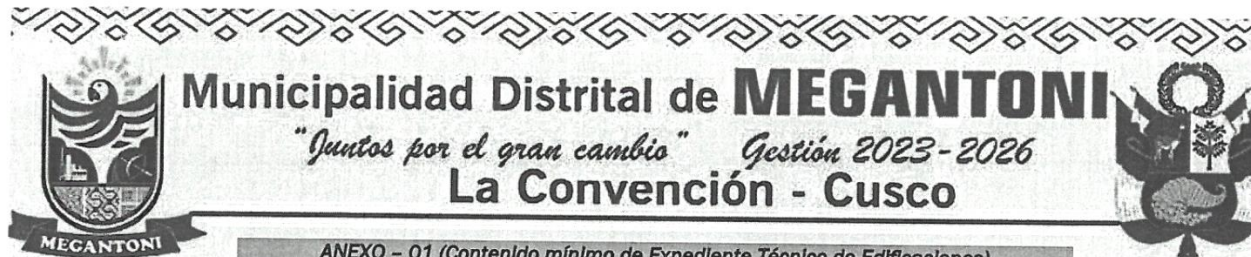 Municipalidad Distrital de MEGANTONI
"Juntos por el gran cambio" Gestión 2023-2026
La Convención - Cusco
MEGANTONI
ANEXO – 01 (Contenido mínimo de Expediente Técnico de Edificaciones)